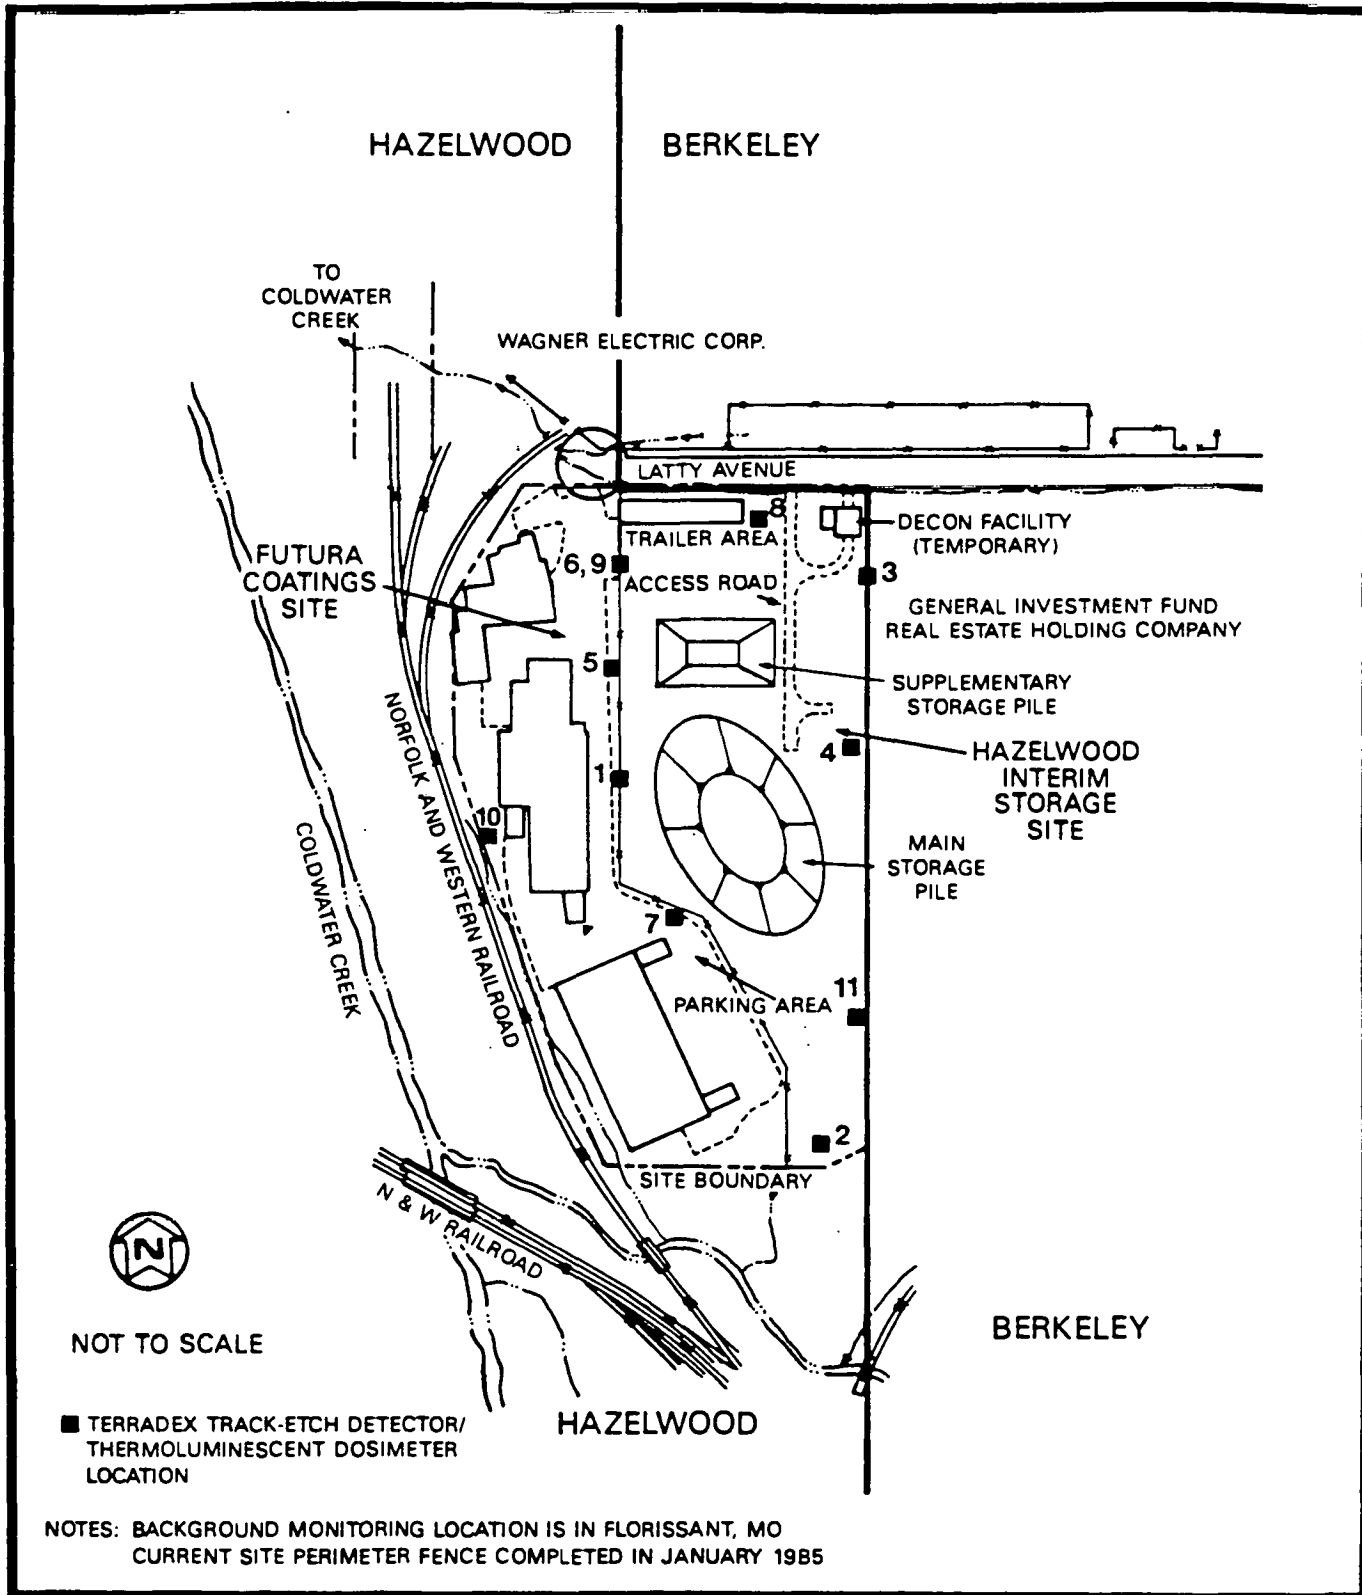 HAZELWOOD
BERKELEY
TO
COLDWATER
CREEK
WAGNER ELECTRIC CORP.
LATTY AVENUE
8
TRAILER AREA
DECON FACILITY
(TEMPORARY)
FUTURA
COATINGS
SITE
6, 9
ACCESS ROAD
3
GENERAL INVESTMENT FUND
REAL ESTATE HOLDING COMPANY
5
SUPPLEMENTARY
STORAGE PILE
4
HAZELWOOD
INTERIM
STORAGE
SITE
1
NORFOLK AND WESTERN RAILROAD
10
COLDWATER CREEK
MAIN
STORAGE
PILE
7
PARKING AREA
11
2
SITE BOUNDARY
N & W RAILROAD
N
NOT TO SCALE
BERKELEY
HAZELWOOD
TERRADEX TRACK-ETCH DETECTOR/
THERMOLUMINESCENT DOSIMETER
LOCATION
NOTES: BACKGROUND MONITORING LOCATION IS IN FLORISSANT, MO
CURRENT SITE PERIMETER FENCE COMPLETED IN JANUARY 1985